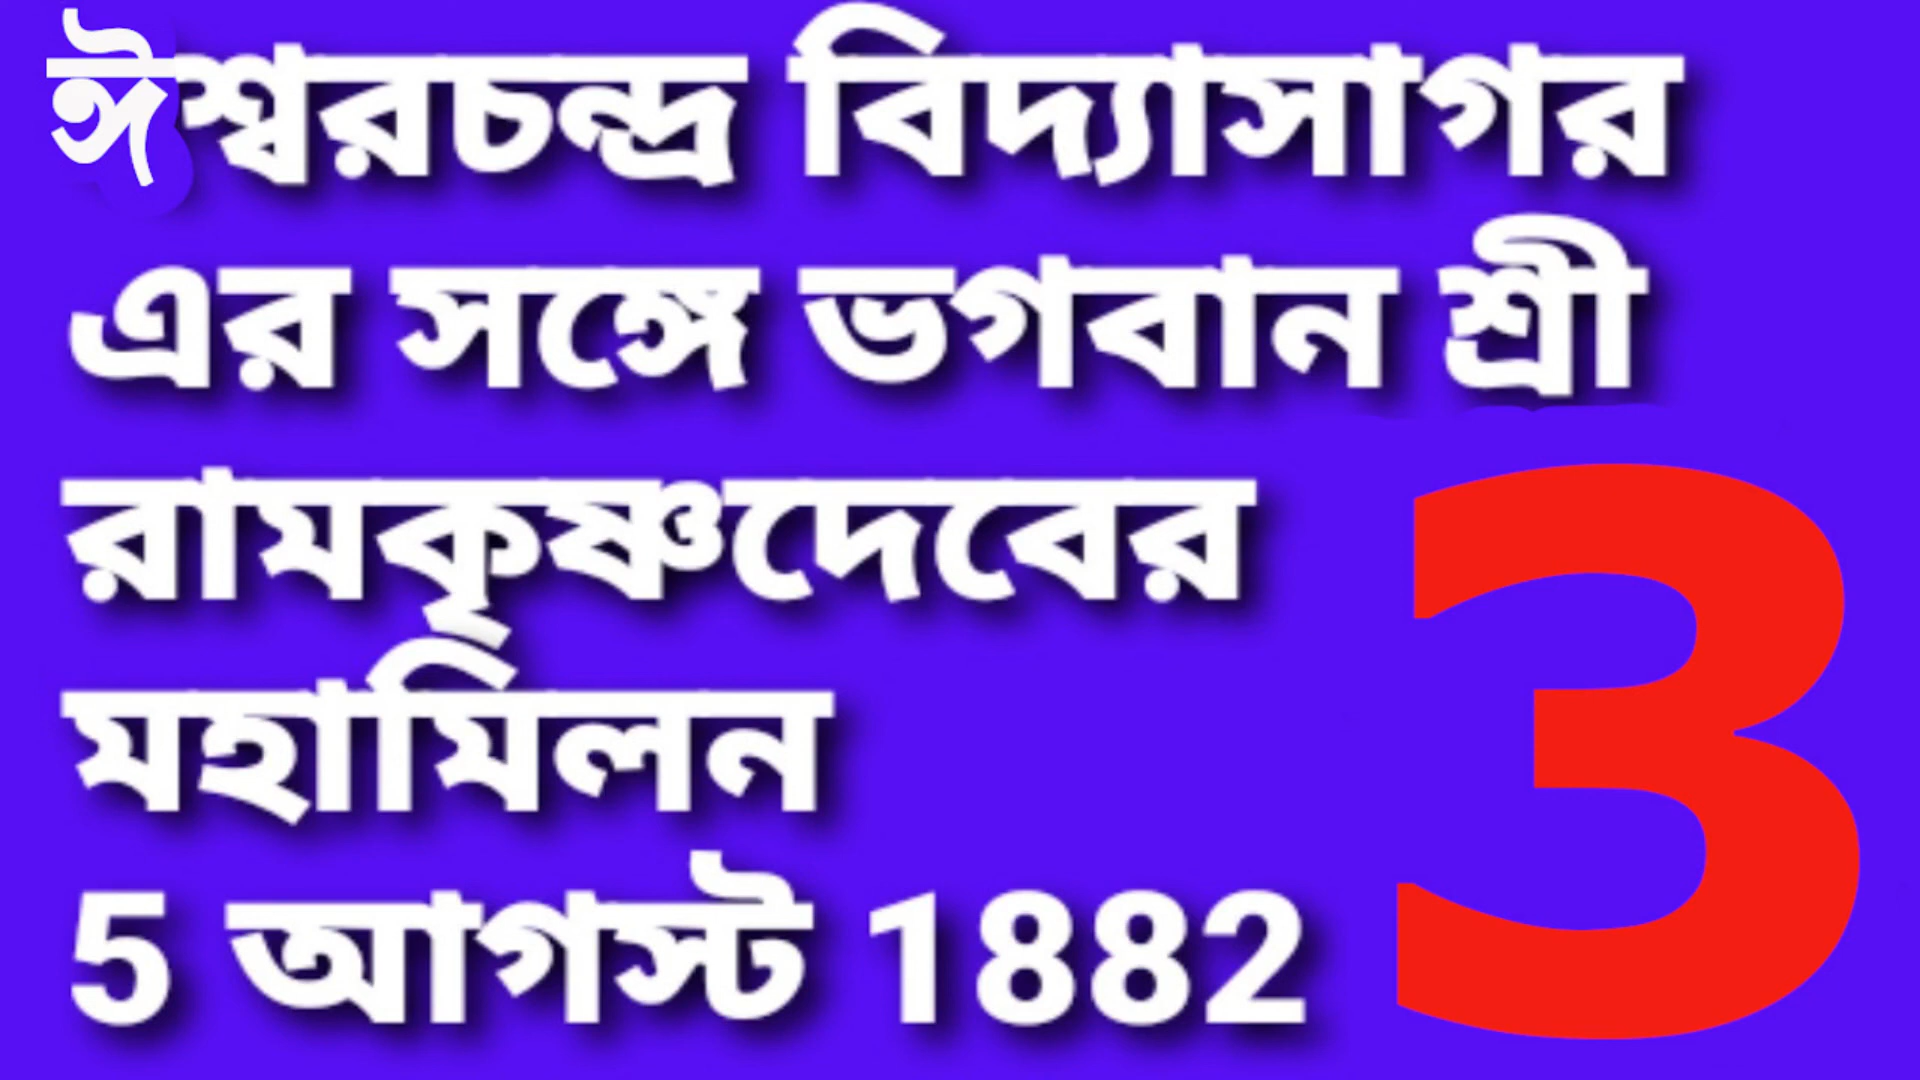 ঈশ্বরচন্দ্র বিদ্যাসাগর
এর সঙ্গে ভগবান শ্রী
রামকৃষ্ণদেবের
মহামিলন
5 আগস্ট 1882
3